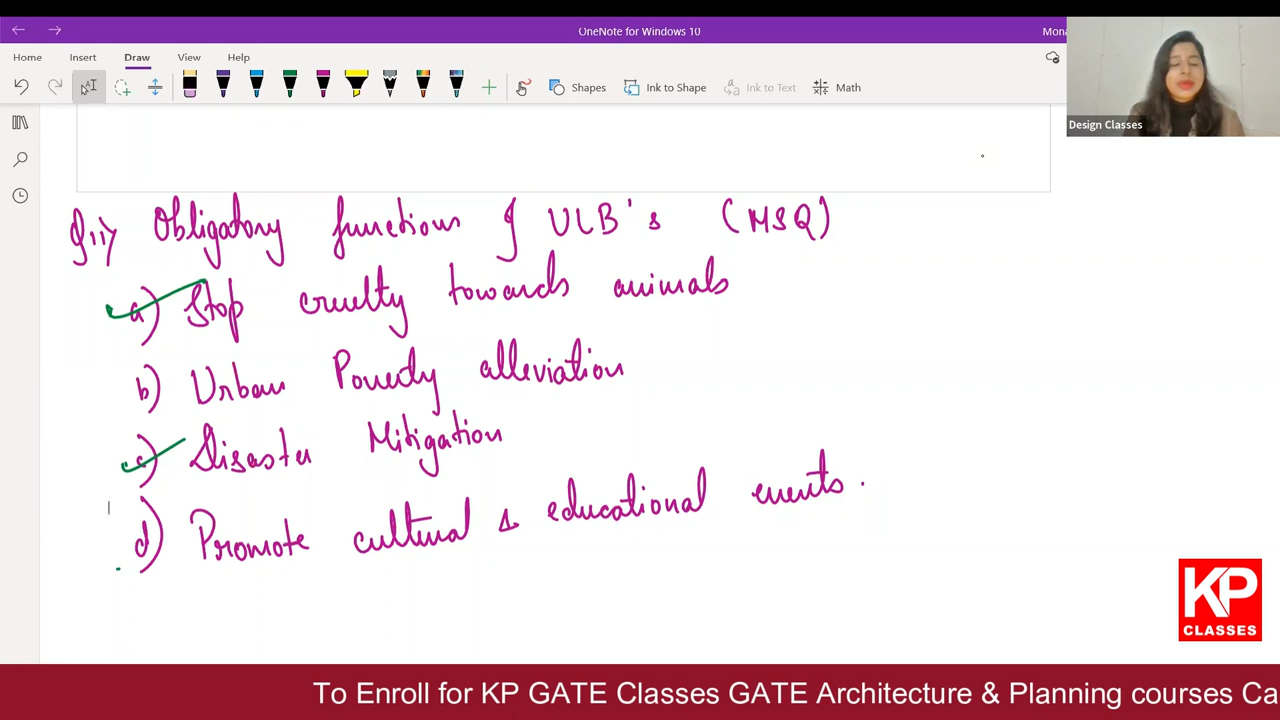 OneNote for Windows 10
Mona
Home Insert Draw View Help
Shapes Ink to Shape Ink to Text Math
Design Classes
Q11> Obligatory functions of ULB's (MSQ)
a) Stop cruelty towards animals
b) Urban Poverty alleviation
c) Disaster Mitigation
d) Promote cultural & educational events.
KP
CLASSES
To Enroll for KP GATE Classes GATE Architecture & Planning courses Ca